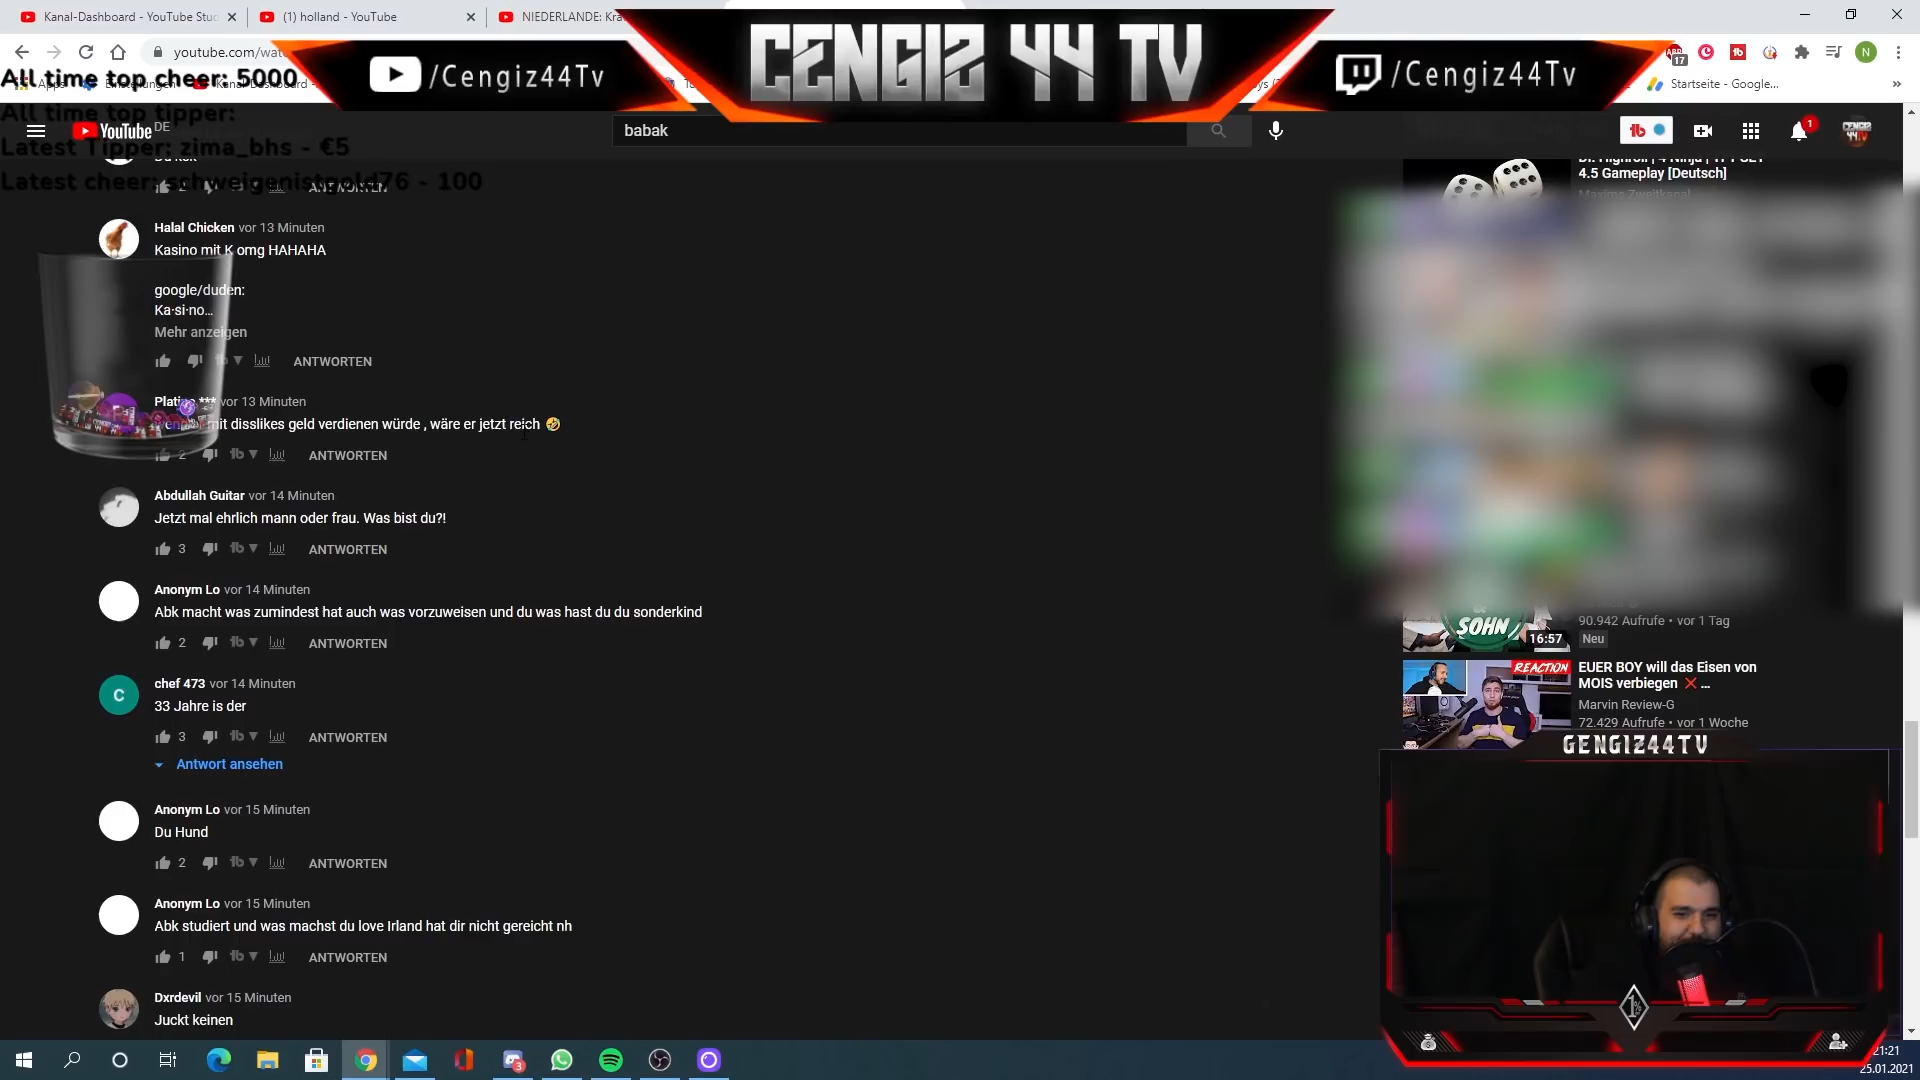 Kanal-Dashboard - YouTube Stu
(1) holland - YouTube
NIEDERLANDE: Kra
youtube.com/wat
All time top cheer: 5000
All time top tipper:
Latest Tipper: zima_bhs - €5
Latest cheer: schweigenistgold76 - 100
/Cengiz44Tv
CENGIZ 44 TV
/Cengiz44Tv
17
N
Apps
Einstellungen
Kanal-Dashboard
Startseite - Google...
YouTube DE
babak
1
4.5 Gameplay [Deutsch]
Maxims Zweitkanal
2 ANTWORTEN
Halal Chicken vor 13 Minuten
Kasino mit K omg HAHAHA
google/duden:
Ka·si·no…
Mehr anzeigen
ANTWORTEN
vor 13 Minuten
mit disslikes geld verdienen würde , wäre er jetzt reich 🤣
2 ANTWORTEN
Abdullah Guitar vor 14 Minuten
Jetzt mal ehrlich mann oder frau. Was bist du?!
3 ANTWORTEN
Anonym Lo vor 14 Minuten
Abk macht was zumindest hat auch was vorzuweisen und du was hast du du sonderkind
2 ANTWORTEN
C
chef 473 vor 14 Minuten
33 Jahre is der
3 ANTWORTEN
Antwort ansehen
Anonym Lo vor 15 Minuten
Du Hund
2 ANTWORTEN
Anonym Lo vor 15 Minuten
Abk studiert und was machst du love Irland hat dir nicht gereicht nh
1 ANTWORTEN
Dxrdevil vor 15 Minuten
Juckt keinen
SOHN
16:57
90.942 Aufrufe • vor 1 Tag
Neu
REACTION
EUER BOY will das Eisen von
MOIS verbiegen ❌ ...
Marvin Review-G
72.429 Aufrufe • vor 1 Woche
GENGIZ44TV
1%
3
21:21
25.01.2021